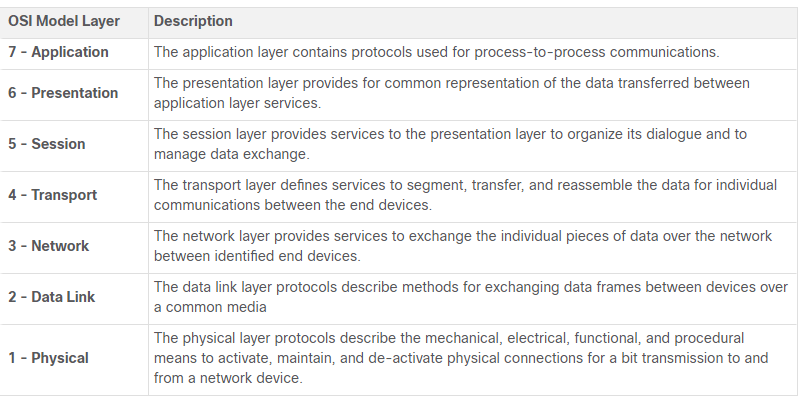 OSI Model Layer Description
7 - Application The application layer contains protocols used for process-to-process communications.
6 - Presentation The presentation layer provides for common representation of the data transferred between
application layer services.
5 - Session The session layer provides services to the presentation layer to organize its dialogue and to
manage data exchange.
4 - Transport The transport layer defines services to segment, transfer, and reassemble the data for individual
communications between the end devices.
3 - Network The network layer provides services to exchange the individual pieces of data over the network
between identified end devices.
2 - Data Link The data link layer protocols describe methods for exchanging data frames between devices over
a common media
1 - Physical The physical layer protocols describe the mechanical, electrical, functional, and procedural
means to activate, maintain, and de-activate physical connections for a bit transmission to and
from a network device.